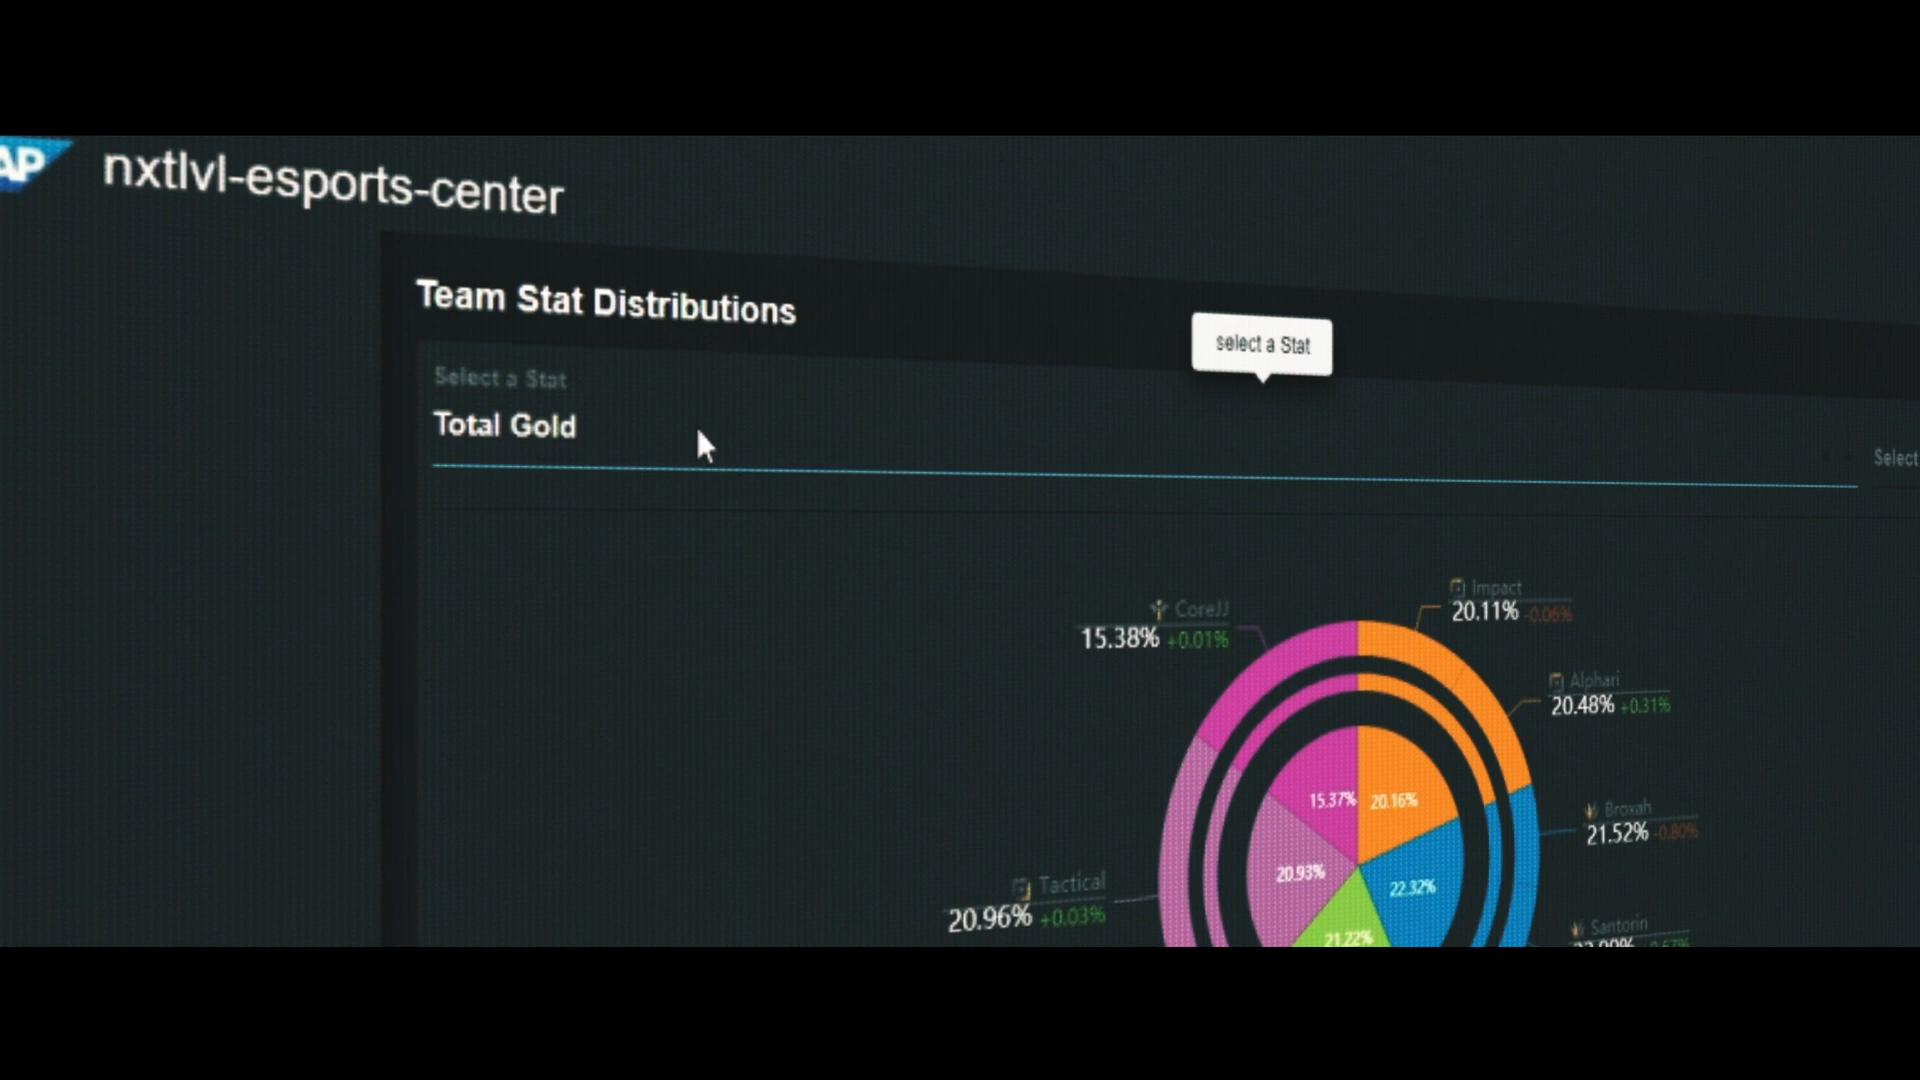 AP
nxtlvl-esports-center
Team Stat Distributions
select a Stat
Select a Stat
Total Gold
Select
CoreJJ
15.38% +0.01%
Impact
20.11% -0.06%
Alphari
20.48% +0.31%
Broxah
21.52% -0.80%
Santorin
Tactical
20.96% +0.03%
15.37%
20.16%
20.93%
22.32%
21.22%